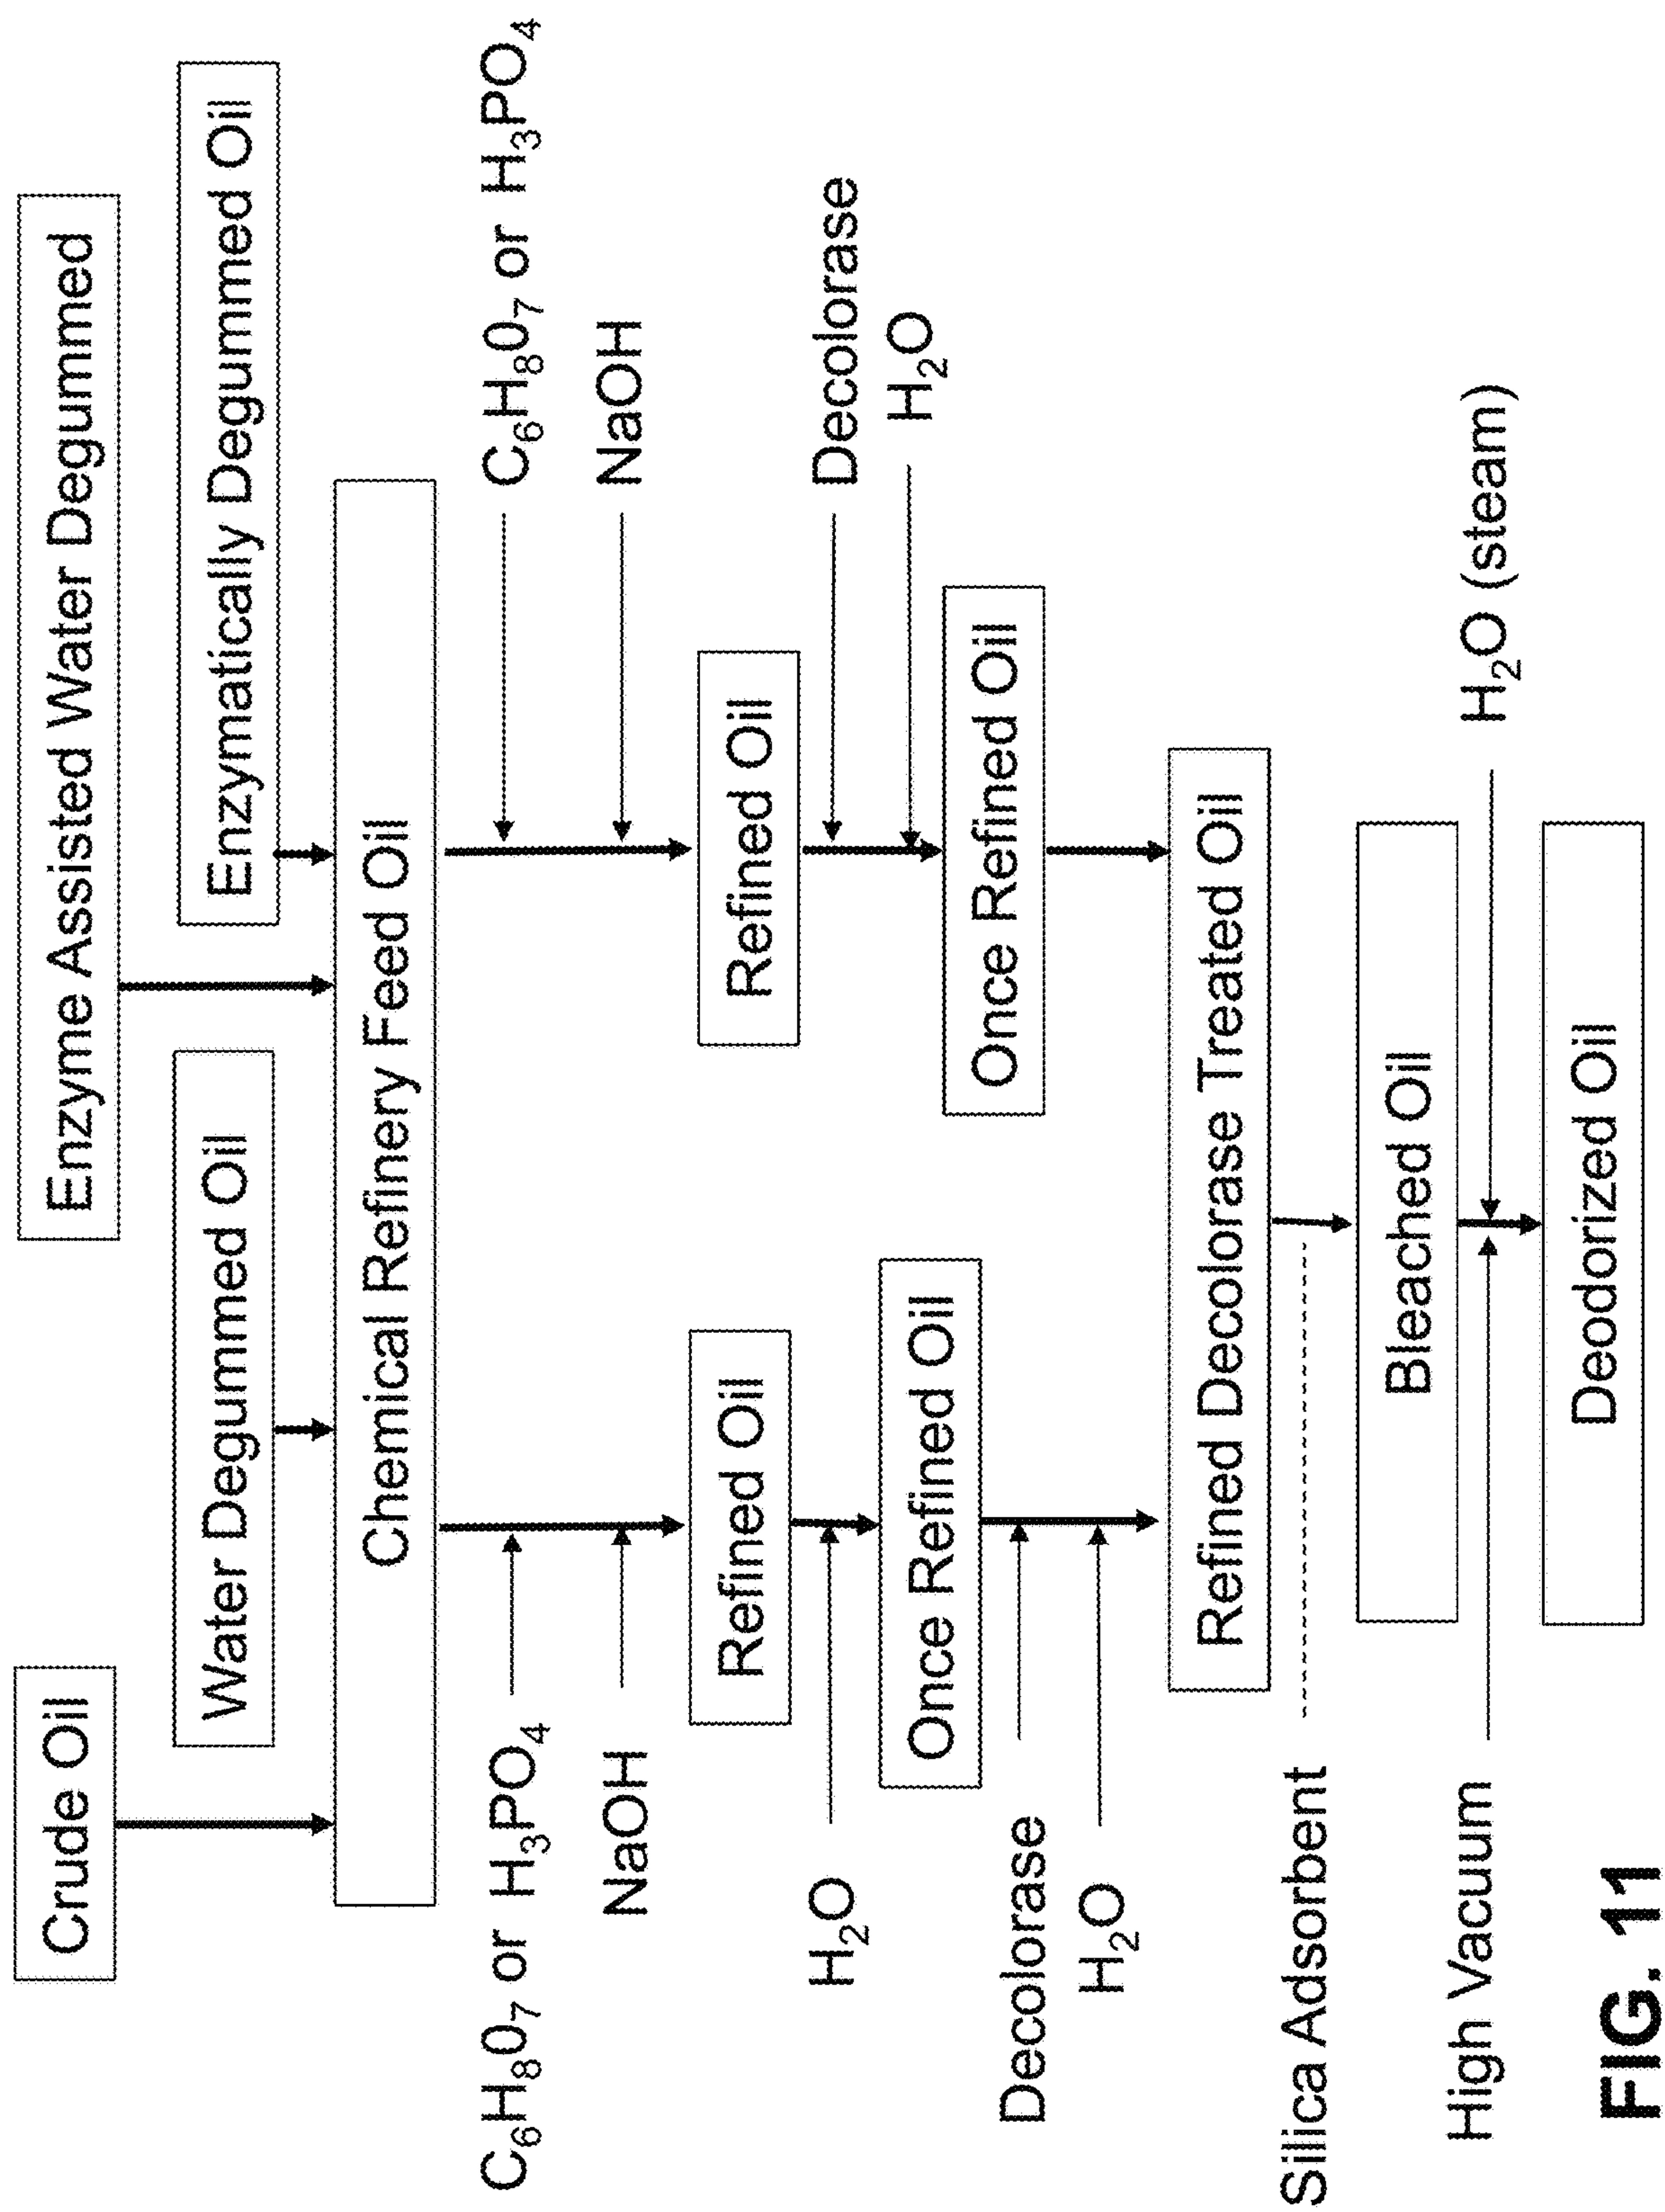 Crude Oil
Enzyme Assisted Water Degummed
Water Degummed Oil
Enzymatically Degummed Oil
Chemical Refinery Feed Oil
C₆H₈0₇ or H₃PO₄
C₆H₈0₇ or H₃PO₄
NaOH
NaOH
Refined Oil
Refined Oil
H₂O
Decolorase
H₂O
Once Refined Oil
Once Refined Oil
Decolorase
H₂O
Refined Decolorase Treated Oil
Silica Adsorbent
Bleached Oil
High Vacuum
H₂O (steam)
Deodorized Oil
FIG. 11